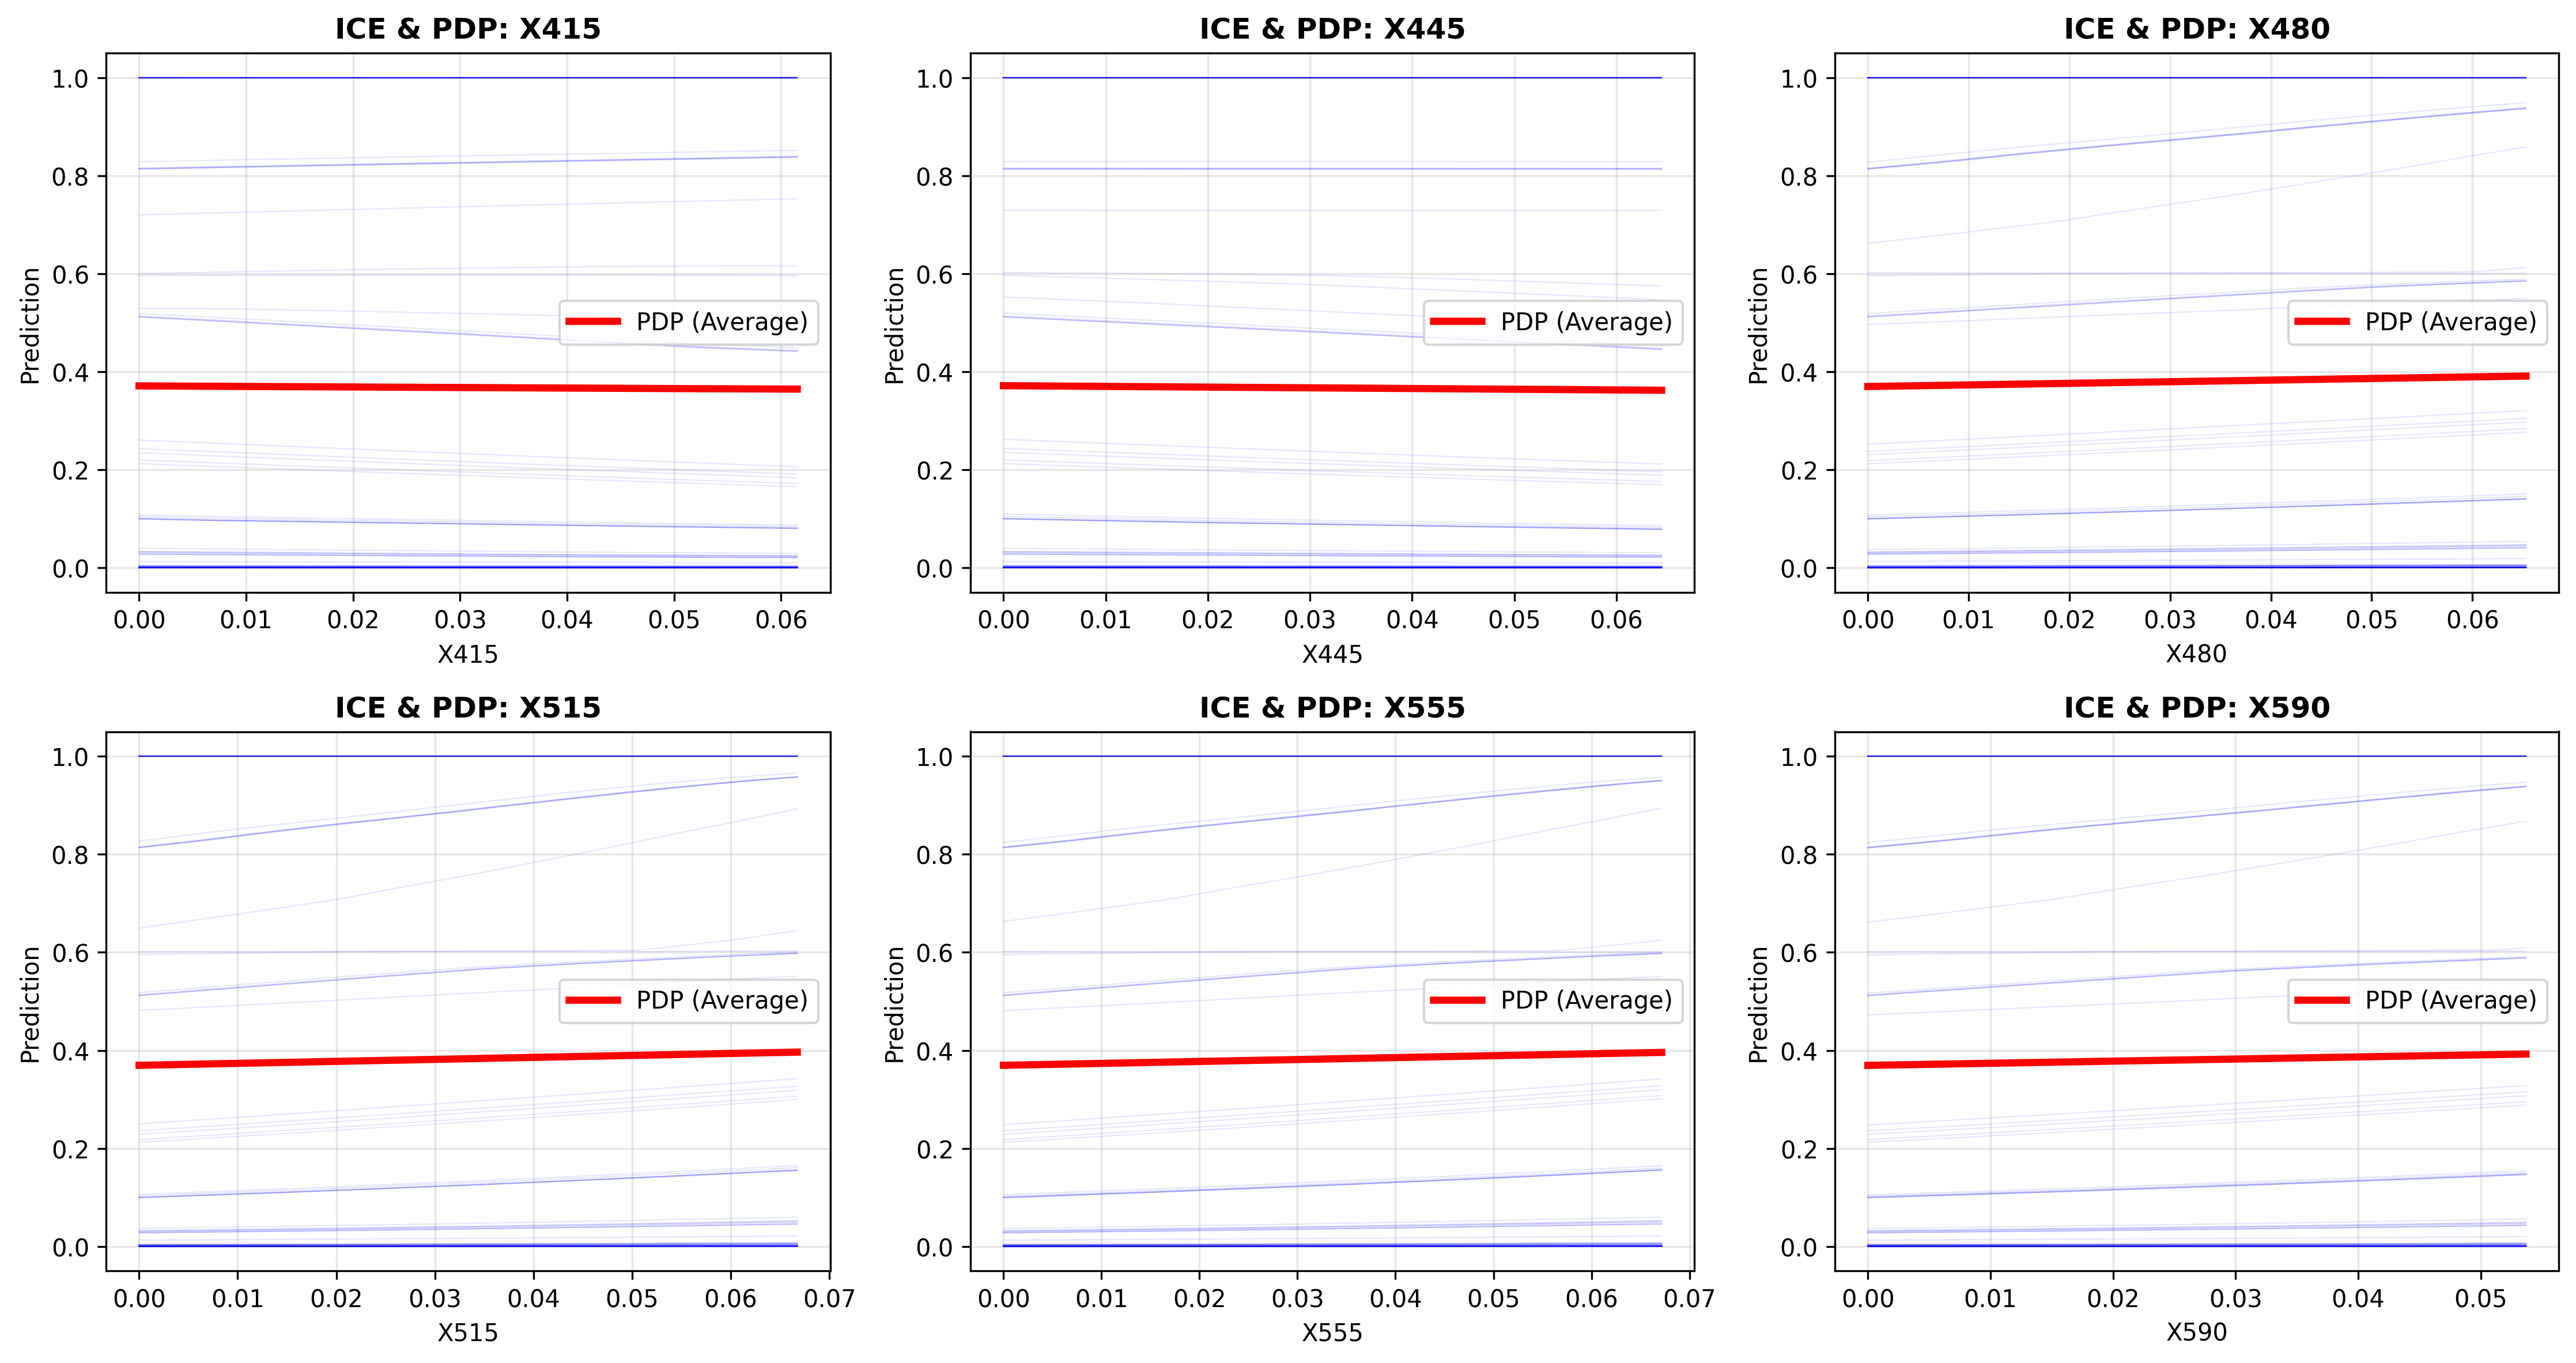 ICE & PDP: X415
Prediction
1.0
0.8
0.6
0.4
0.2
0.0
PDP (Average)
0.00 0.01 0.02 0.03 0.04 0.05 0.06
X415
ICE & PDP: X445
Prediction
1.0
0.8
0.6
0.4
0.2
0.0
PDP (Average)
0.00 0.01 0.02 0.03 0.04 0.05 0.06
X445
ICE & PDP: X480
Prediction
1.0
0.8
0.6
0.4
0.2
0.0
PDP (Average)
0.00 0.01 0.02 0.03 0.04 0.05 0.06
X480
ICE & PDP: X515
Prediction
1.0
0.8
0.6
0.4
0.2
0.0
PDP (Average)
0.00 0.01 0.02 0.03 0.04 0.05 0.06 0.07
X515
ICE & PDP: X555
Prediction
1.0
0.8
0.6
0.4
0.2
0.0
PDP (Average)
0.00 0.01 0.02 0.03 0.04 0.05 0.06 0.07
X555
ICE & PDP: X590
Prediction
1.0
0.8
0.6
0.4
0.2
0.0
PDP (Average)
0.00 0.01 0.02 0.03 0.04 0.05
X590